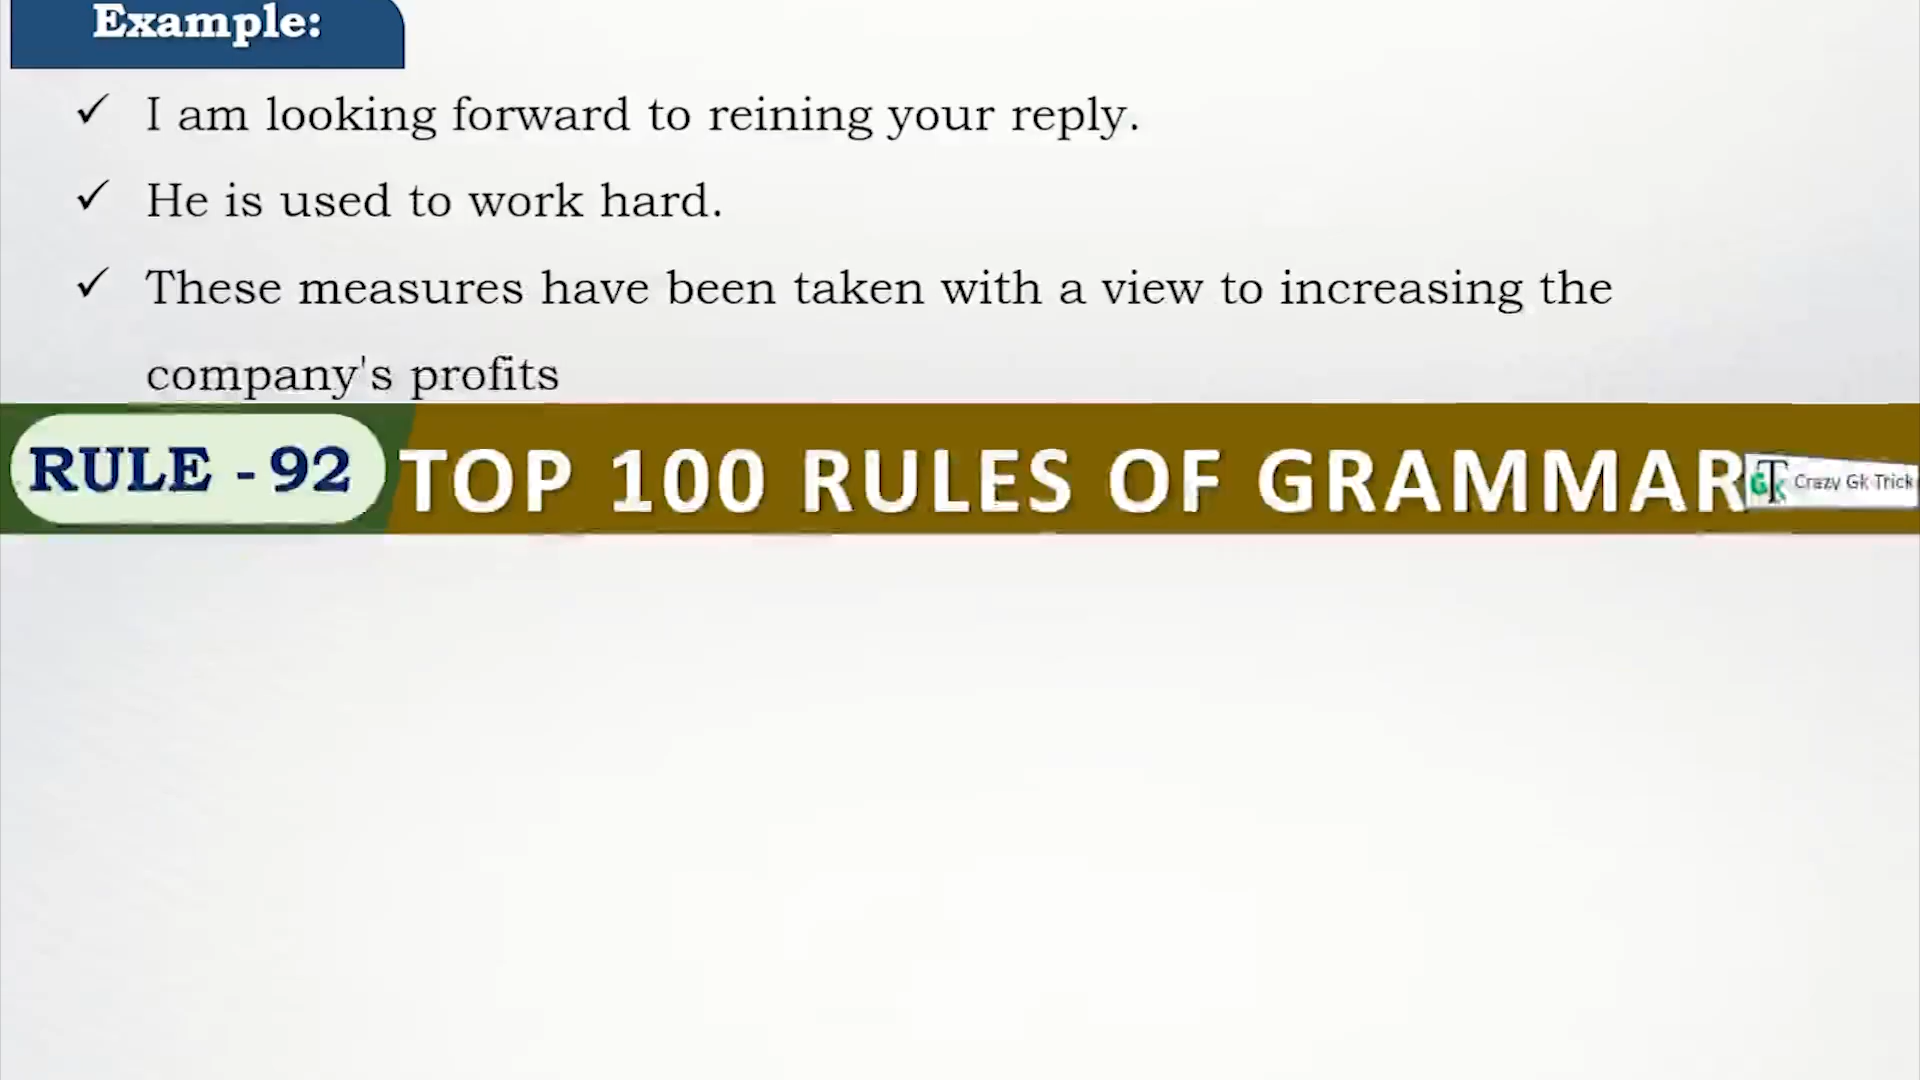 Example:
✓ I am looking forward to reining your reply.
✓ He is used to work hard.
✓ These measures have been taken with a view to increasing the
company's profits
RULE - 92 TOP 100 RULES OF GRAMMAR GK Crazy Gk Trick